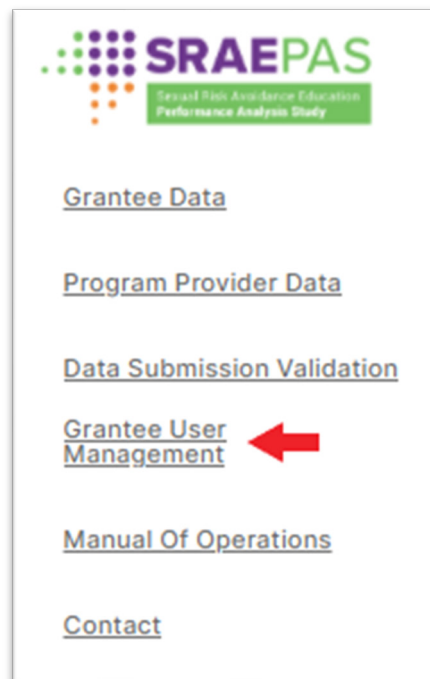 SRAEPAS
Sexual Risk Avoidance Education
Performance Analysis Study
Grantee Data
Program Provider Data
Data Submission Validation
Grantee User
Management
Manual Of Operations
Contact